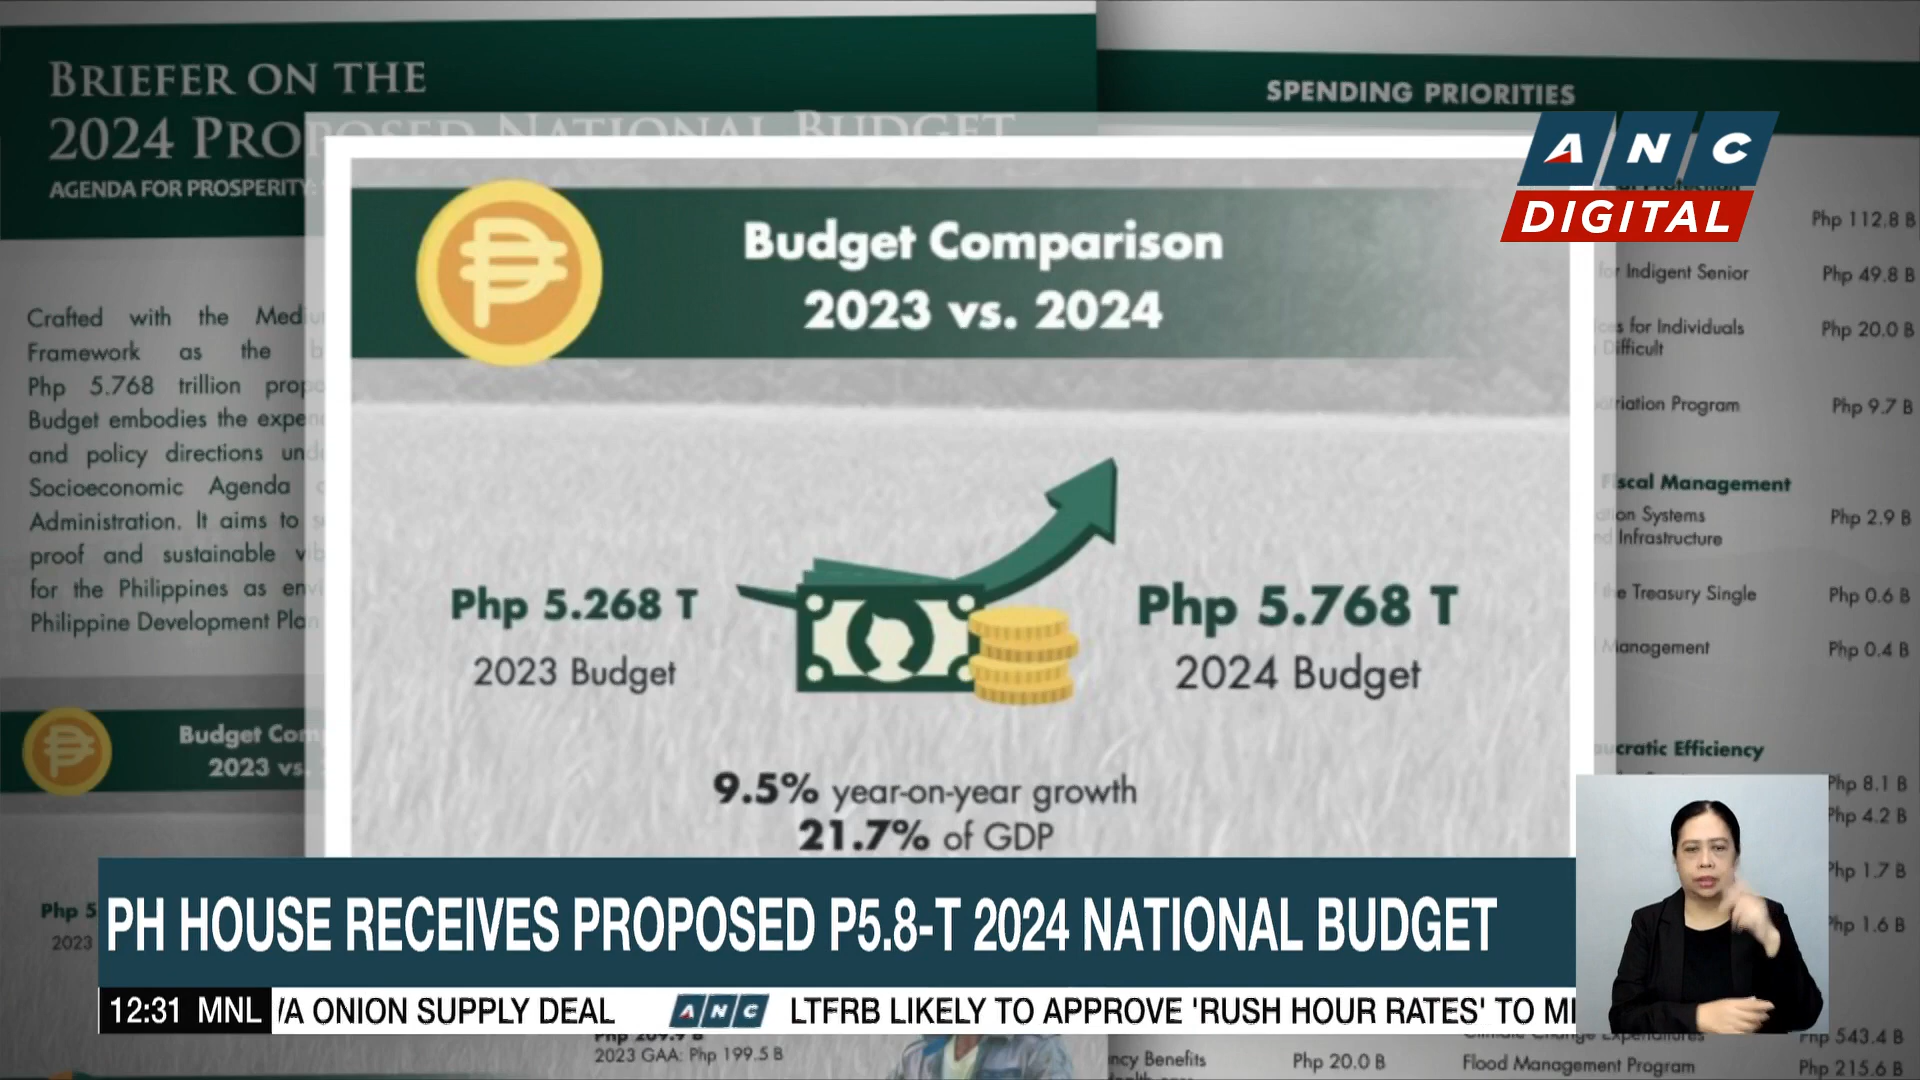 BRIEFER ON THE
2024 PROPOSED NATIONAL BUDGET
AGENDA FOR PROSPERITY:
Crafted with the
Framework as the
Php 5.768 trillion
Budget embodies the
and policy directions
Socioeconomic Agenda
Administration. It aims to
proof and sustainable
for the Philippines as
Philippine Development Plan
Budget
2023 vs.
Php 5
2023
Budget Comparison
2023 vs. 2024
Php 5.268 T
2023 Budget
Php 5.768 T
2024 Budget
9.5% year-on-year growth
21.7% of GDP
SPENDING PRIORITIES
ANC
DIGITAL
Php 112.8 B
for Indigent Senior Php 49.8 B
for Individuals Php 20.0 B
Difficult
Program Php 9.7 B
Fiscal Management
Systems Php 2.9 B
Infrastructure
Treasury Single Php 0.6 B
Management Php 0.4 B
Efficiency
Php 8.1 B
Php 4.2 B
Php 1.7 B
Php 1.6 B
PH HOUSE RECEIVES PROPOSED P5.8-T 2024 NATIONAL BUDGET
12:31 MNL /A ONION SUPPLY DEAL ANC LTFRB LIKELY TO APPROVE 'RUSH HOUR RATES' TO
2023 GAA: Php 199.5 B
Benefits Php 20.0 B
Php 543.4 B
Flood Management Program Php 215.6 B